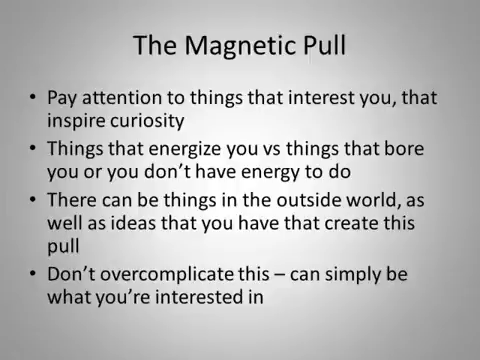 The Magnetic Pull
• Pay attention to things that interest you, that
inspire curiosity
• Things that energize you vs things that bore
you or you don't have energy to do
• There can be things in the outside world, as
well as ideas that you have that create this
pull
• Don't overcomplicate this – can simply be
what you're interested in